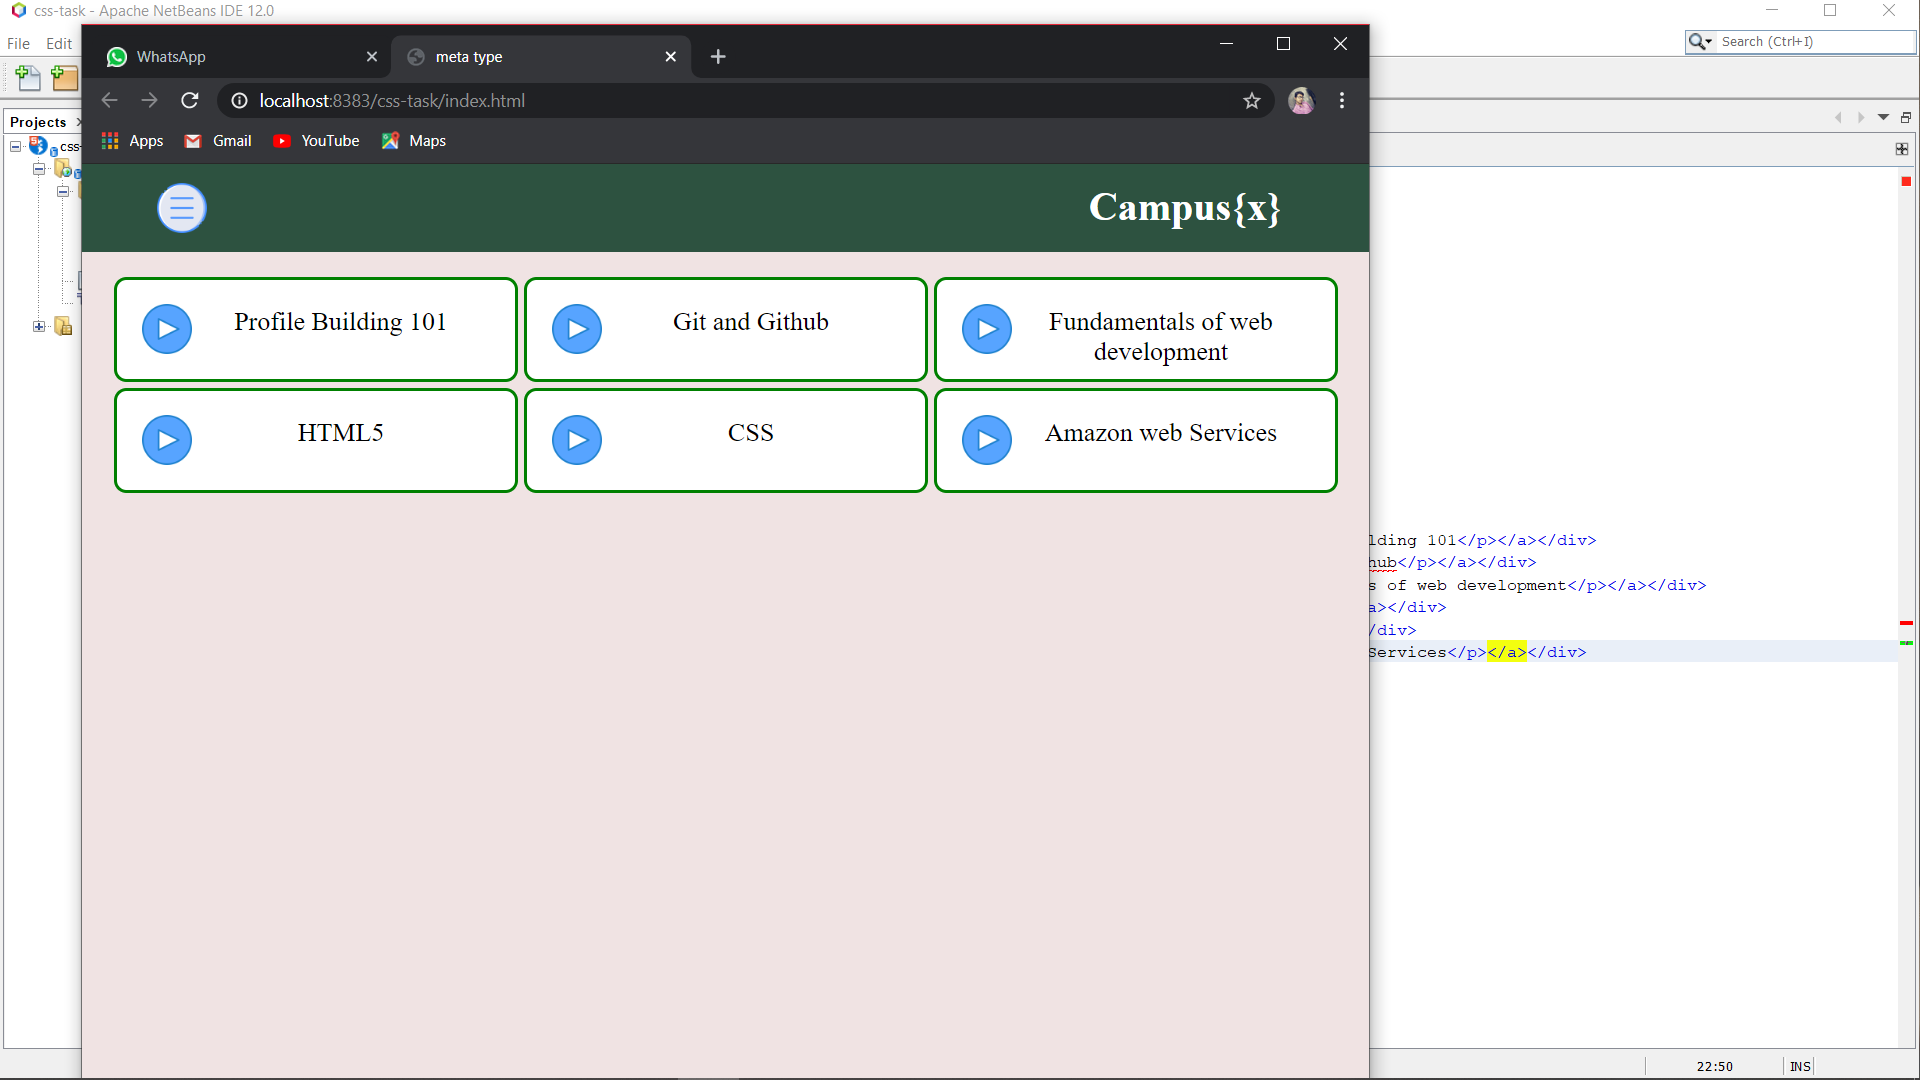 css-task - Apache NetBeans IDE 12.0
File Edit
Search (Ctrl+I)
WhatsApp
meta type
localhost:8383/css-task/index.html
Apps Gmail YouTube Maps
Projects
css-
Campus{x}
Profile Building 101
Git and Github
Fundamentals of web
development
HTML5
CSS
Amazon web Services
lding 101</p></a></div>
hub</p></a></div>
s of web development</p></a></div>
a></div>
/div>
Services</p></a></div>
22:50 INS